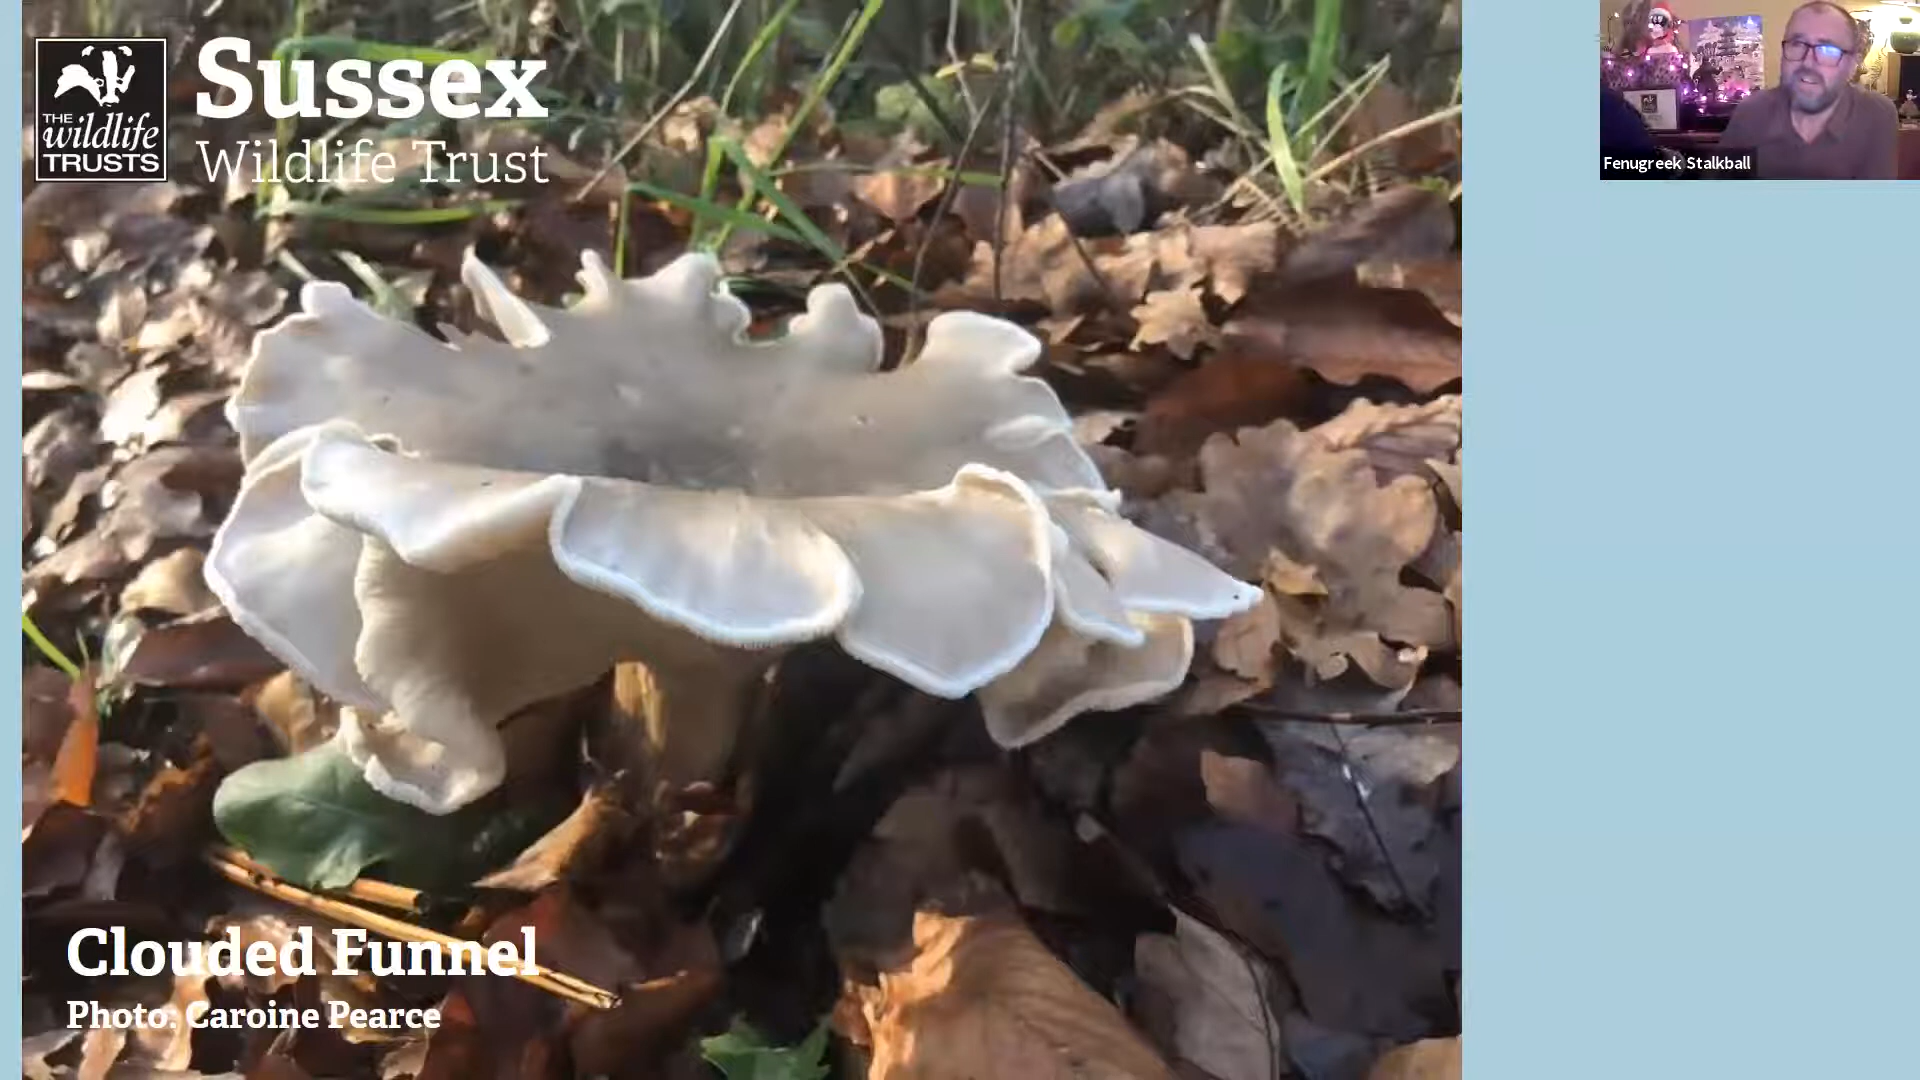 THE
wildlife
TRUSTS
Sussex
Wildlife Trust
Fenugreek Stalkball
Clouded Funnel
Photo: Caroine Pearce